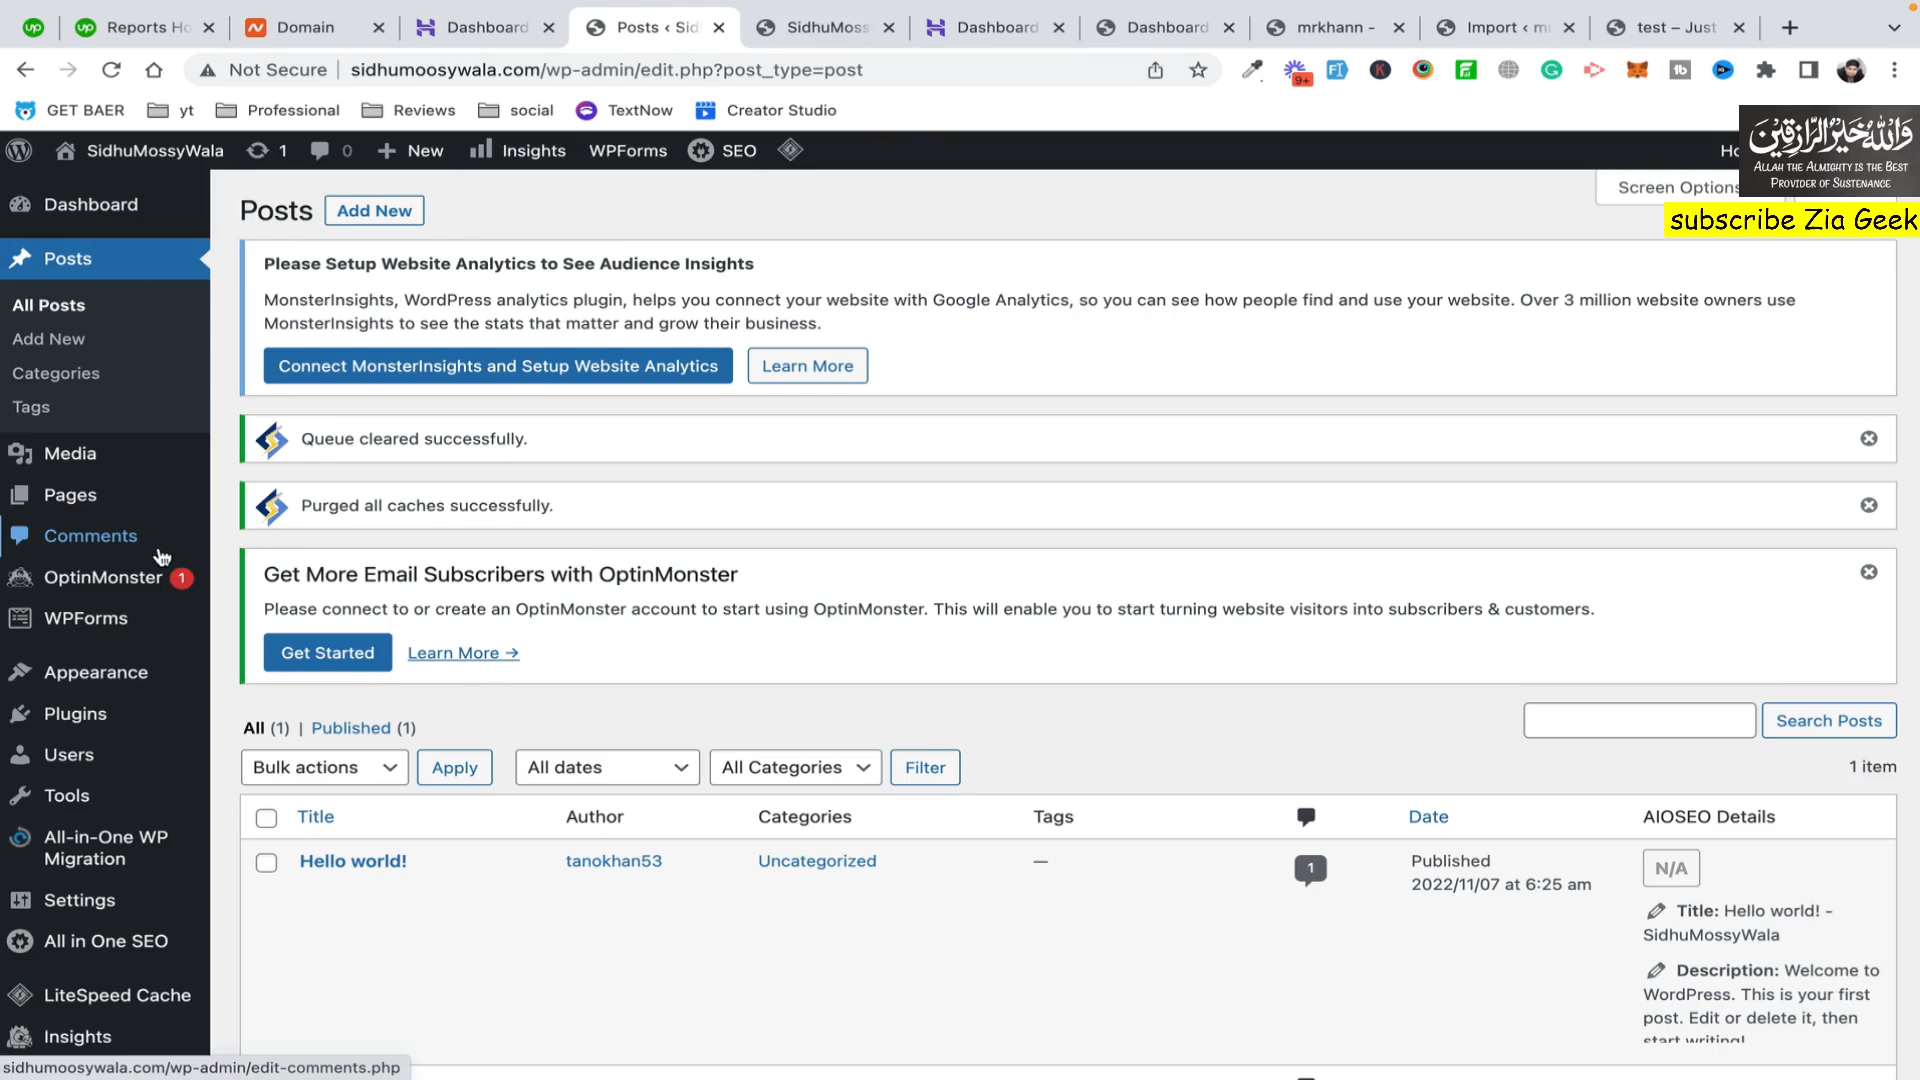 Reports Ho
Domain
Dashboard
Posts ‹ Sid
SidhuMoss
Dashboard
Dashboard
mrkhann -
Import ‹ m
test – Just
Not Secure | sidhumoosywala.com/wp-admin/edit.php?post_type=post
9+
GET BAER
yt
Professional
Reviews
social
TextNow
Creator Studio
SidhuMossyWala
1
0
New
Insights
WPForms
SEO
Ho
وَاللهُ خَيْرُ الرَّازِقِينَ
ALLAH THE ALMIGHTY IS THE BEST
PROVIDER OF SUSTENANCE
subscribe Zia Geek
Screen Options
Dashboard
Posts
All Posts
Add New
Categories
Tags
Media
Pages
Comments
OptinMonster 1
WPForms
Appearance
Plugins
Users
Tools
All-in-One WP
Migration
Settings
All in One SEO
LiteSpeed Cache
Insights
sidhumoosywala.com/wp-admin/edit-comments.php
Posts
Add New
Please Setup Website Analytics to See Audience Insights
MonsterInsights, WordPress analytics plugin, helps you connect your website with Google Analytics, so you can see how people find and use your website. Over 3 million website owners use
MonsterInsights to see the stats that matter and grow their business.
Connect MonsterInsights and Setup Website Analytics
Learn More
Queue cleared successfully.
Purged all caches successfully.
Get More Email Subscribers with OptinMonster
Please connect to or create an OptinMonster account to start using OptinMonster. This will enable you to start turning website visitors into subscribers & customers.
Get Started
Learn More →
All (1) | Published (1)
Search Posts
Bulk actions
Apply
All dates
All Categories
Filter
1 item
Title
Author
Categories
Tags
Date
AIOSEO Details
Hello world!
tanokhan53
Uncategorized
—
1
Published
2022/11/07 at 6:25 am
N/A
Title: Hello world! -
SidhuMossyWala
Description: Welcome to
WordPress. This is your first
post. Edit or delete it, then
start writing!